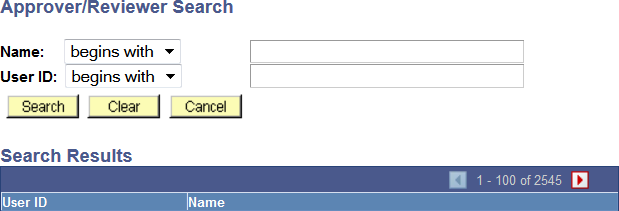 Approver/Reviewer Search
Name: begins with
User ID: begins with
Search Clear Cancel
Search Results
1 - 100 of 2545
User ID Name